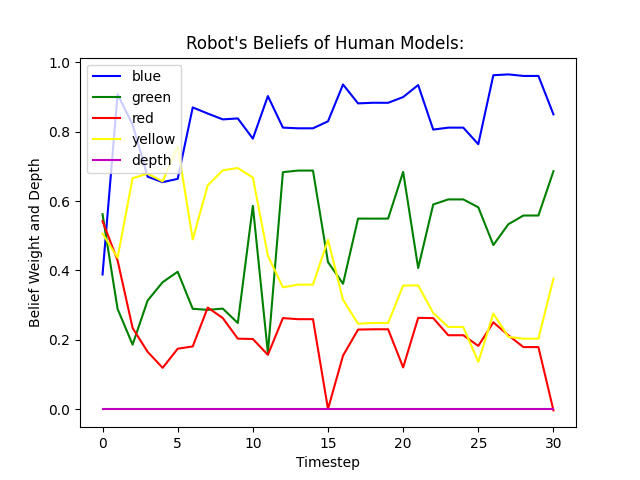 Robot's Beliefs of Human Models:
blue
green
red
yellow
depth
Belief Weight and Depth
1.0
0.8
0.6
0.4
0.2
0.0
0 5 10 15 20 25 30
Timestep